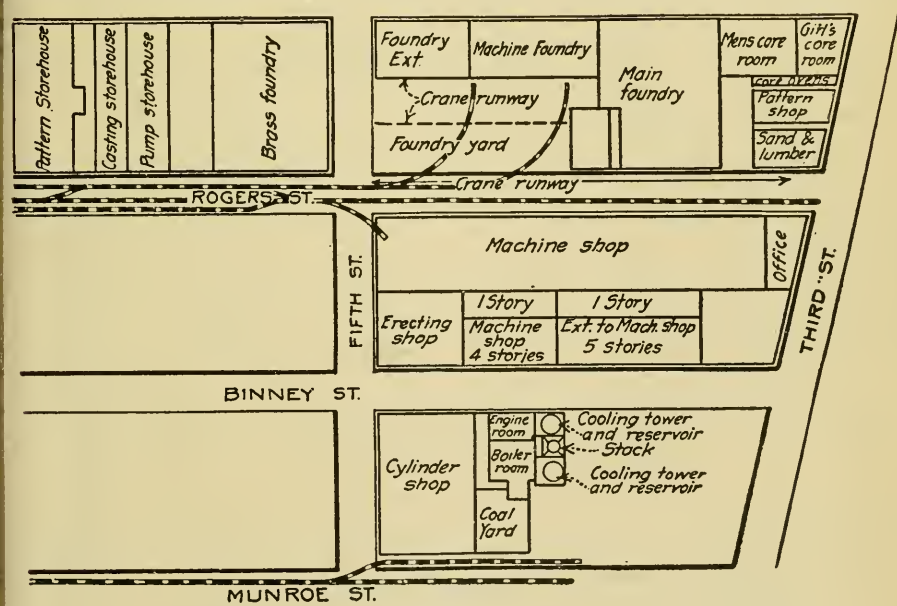 Pattern Storehouse
Casting storehouse
Pump storehouse
Brass foundry
Foundry
Ext.
Machine Foundry
Main
foundry
Mens core
room
Girl's
core
room
core ovens
Pattern
shop
Sand &
lumber
Crane runway
Foundry yard
Crane runway
ROGERS ST.
Machine shop
Office
FIFTH ST.
THIRD ST.
Erecting
shop
1 Story
Machine
shop
4 stories
1 Story
Ext. to Mach. shop
5 stories
BINNEY ST.
Cylinder
shop
Engine
room
Boiler
room
Coal
Yard
Cooling tower
and reservoir
Stack
Cooling tower
and reservoir
MUNROE ST.